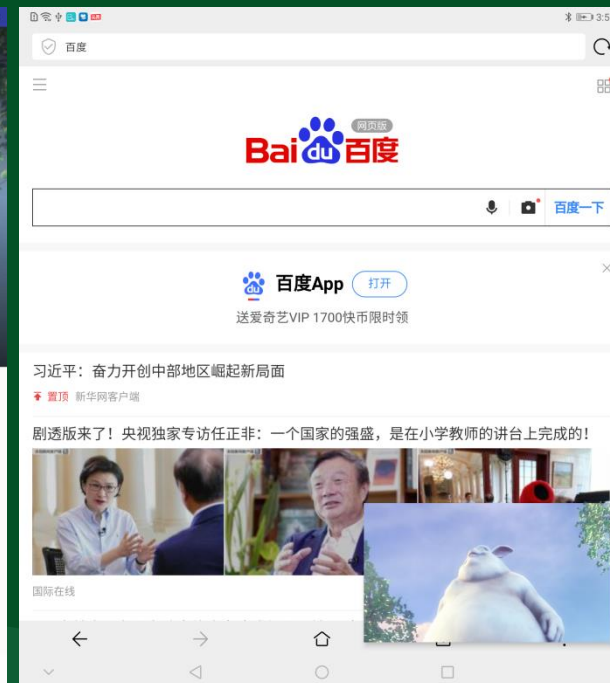 3:5
百度
网页版
Bai du 百度
百度一下
百度App 打开
送爱奇艺VIP 1700快币限时领
习近平：奋力开创中部地区崛起新局面
置顶 新华网客户端
剧透版来了！央视独家专访任正非：一个国家的强盛，是在小学教师的讲台上完成的！
国际在线